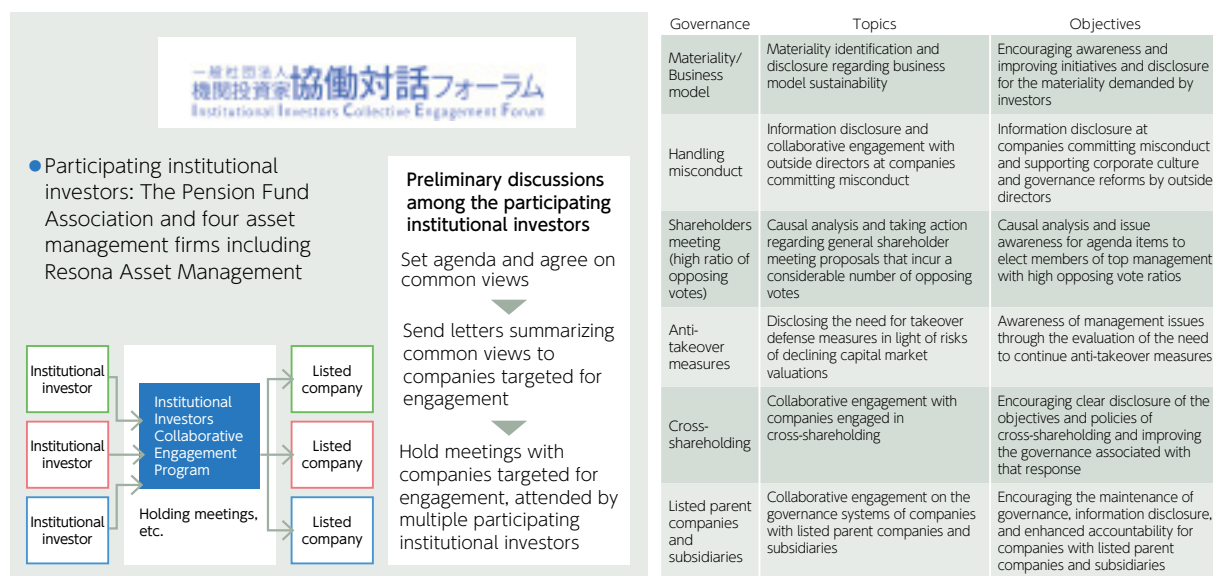 一般社団法人
機関投資家協働対話フォーラム
Institutional Investors Collective Engagement Forum
●Participating institutional
investors: The Pension Fund
Association and four asset
management firms including
Resona Asset Management
Institutional
investor
Institutional
investor
Institutional
investor
Institutional
Investors
Collaborative
Engagement
Program
Holding meetings,
etc.
Listed
company
Listed
company
Listed
company
Preliminary discussions
among the participating
institutional investors
Set agenda and agree on
common views
Send letters summarizing
common views to
companies targeted for
engagement
Hold meetings with
companies targeted for
engagement, attended by
multiple participating
institutional investors
Governance
Topics
Objectives
Materiality/
Business
model
Materiality identification and
disclosure regarding business
model sustainability
Encouraging awareness and
improving initiatives and disclosure
for the materiality demanded by
investors
Handling
misconduct
Information disclosure and
collaborative engagement with
outside directors at companies
committing misconduct
Information disclosure at
companies committing misconduct
and supporting corporate culture
and governance reforms by outside
directors
Shareholders
meeting
(high ratio of
opposing
votes)
Causal analysis and taking action
regarding general shareholder
meeting proposals that incur a
considerable number of opposing
votes
Causal analysis and issue
awareness for agenda items to
elect members of top management
with high opposing vote ratios
Anti-
takeover
measures
Disclosing the need for takeover
defense measures in light of risks
of declining capital market
valuations
Awareness of management issues
through the evaluation of the need
to continue anti-takeover measures
Cross-
shareholding
Collaborative engagement with
companies engaged in
cross-shareholding
Encouraging clear disclosure of the
objectives and policies of
cross-shareholding and improving
the governance associated with
that response
Listed parent
companies
and
subsidiaries
Collaborative engagement on the
governance systems of companies
with listed parent companies and
subsidiaries
Encouraging the maintenance of
governance, information disclosure,
and enhanced accountability for
companies with listed parent
companies and subsidiaries